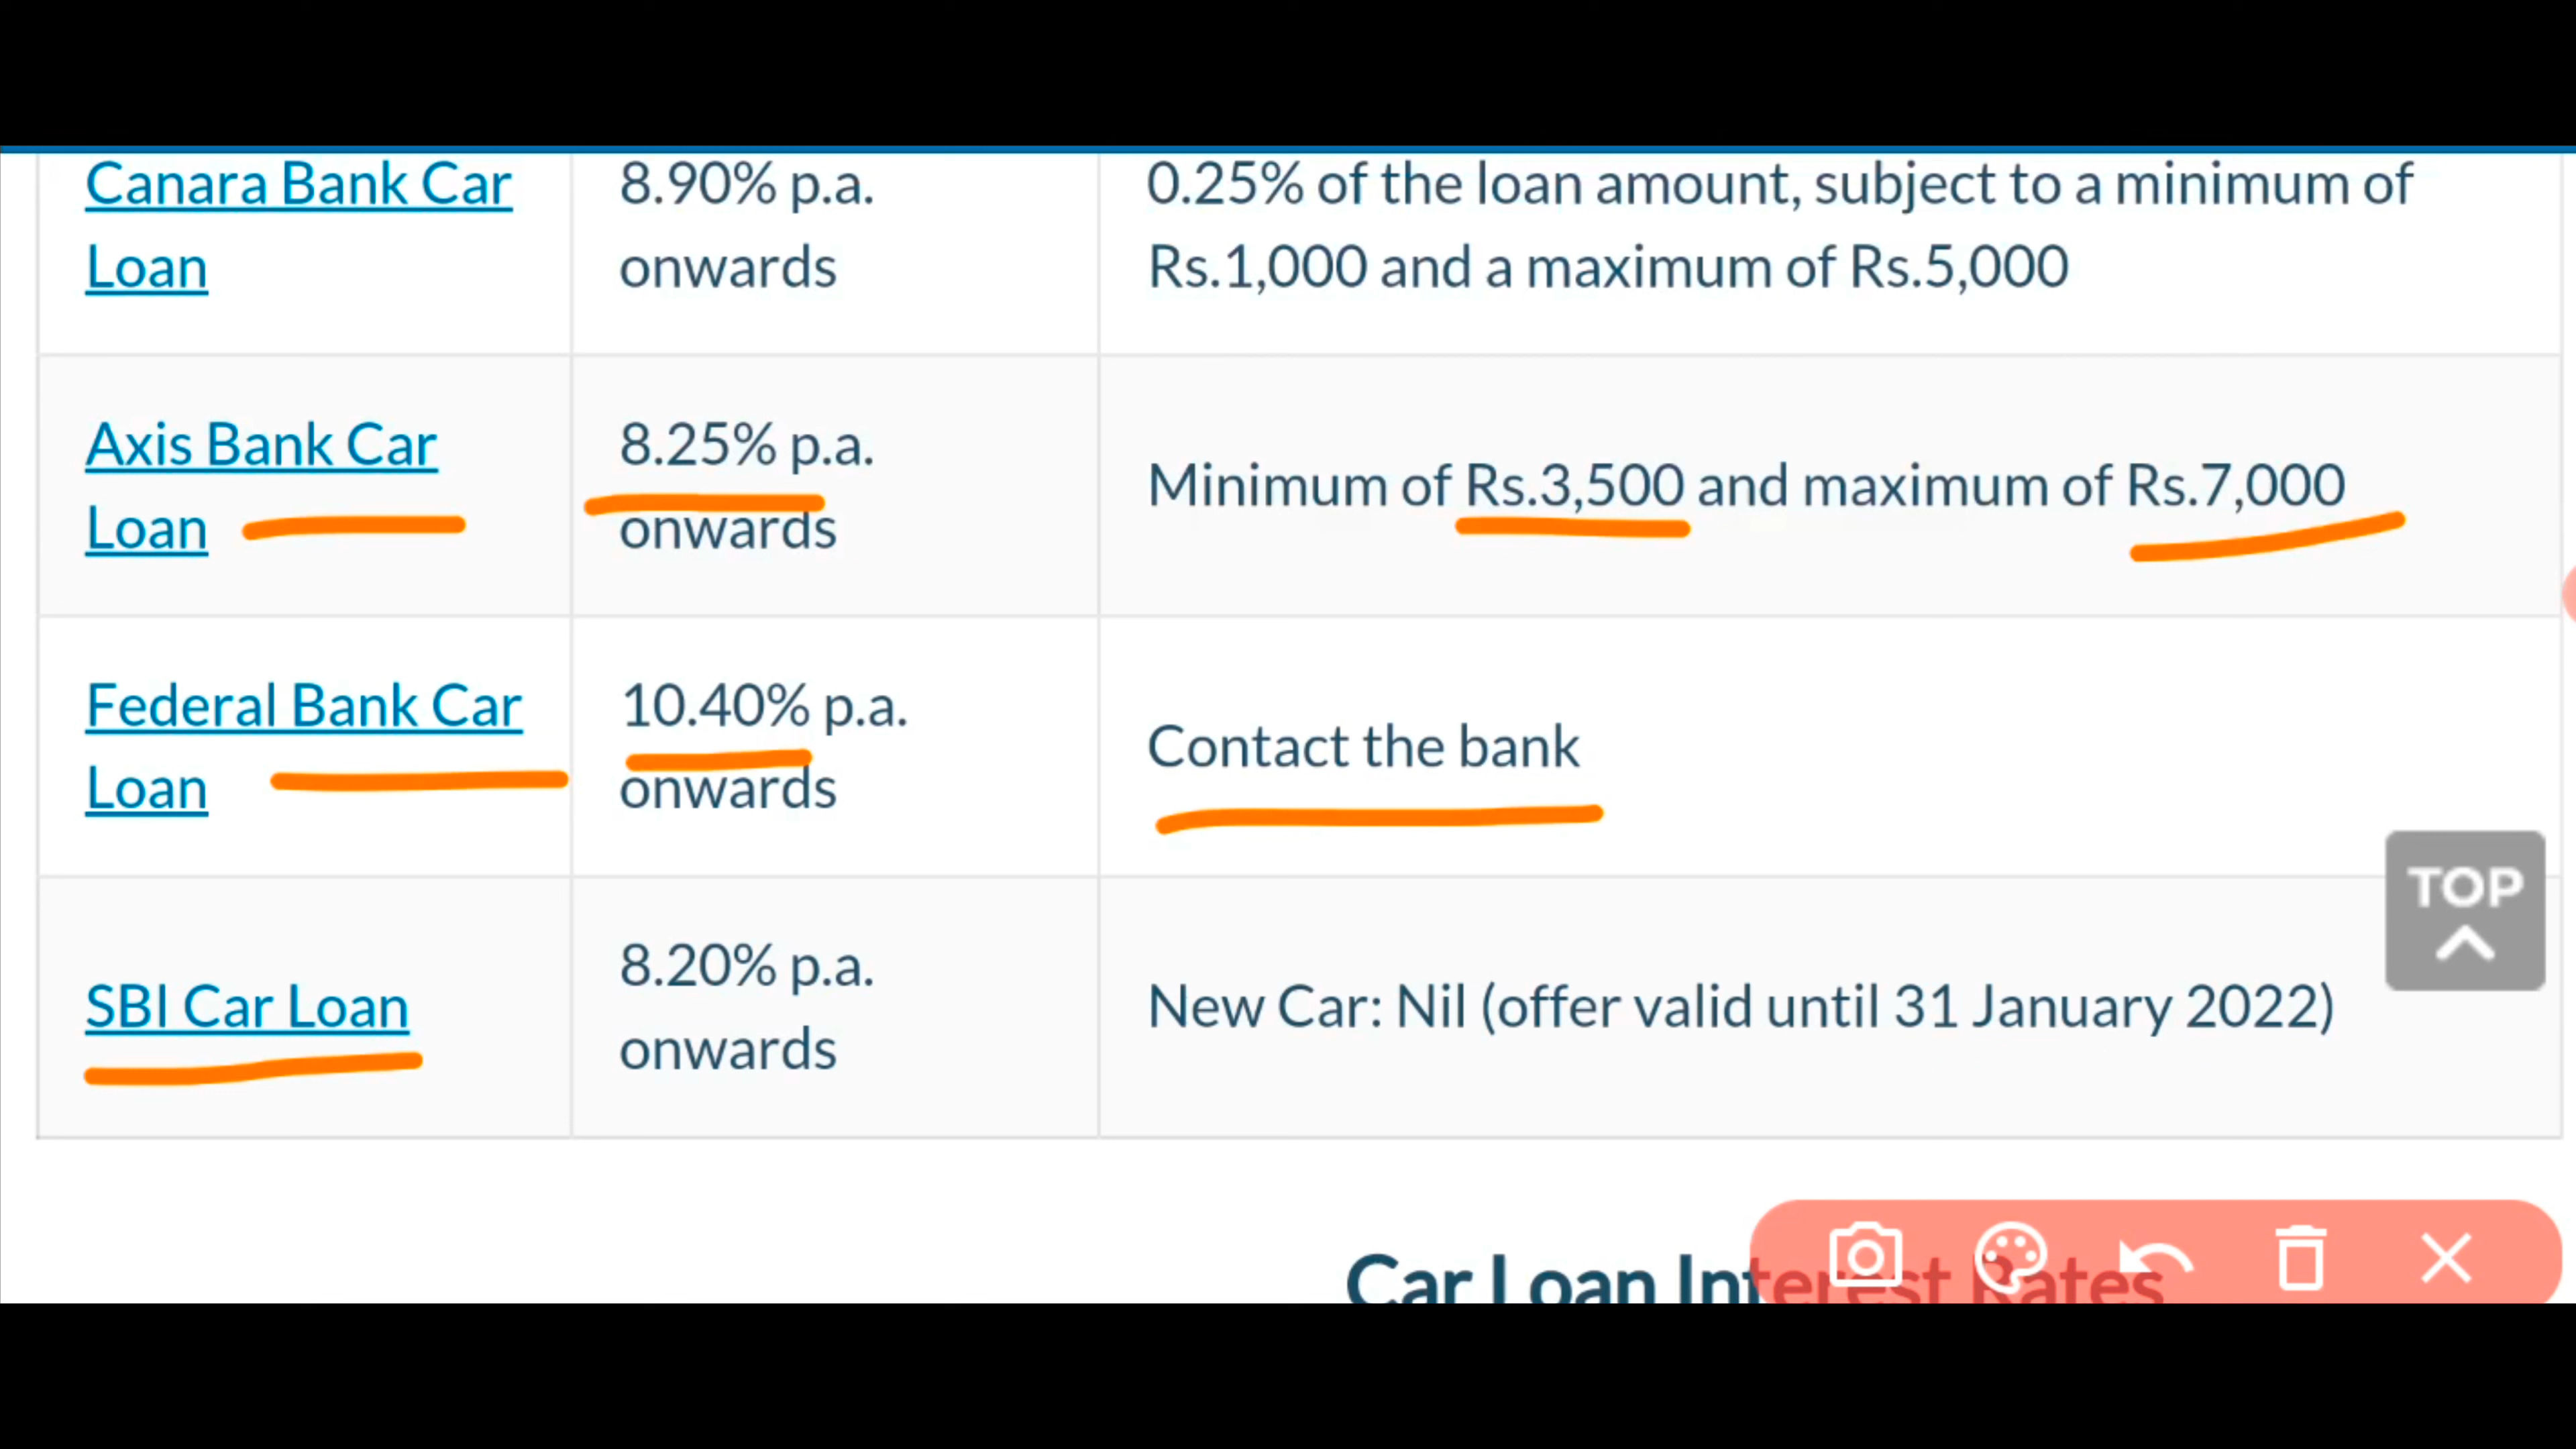 Canara Bank Car
Loan
8.90% p.a.
onwards
0.25% of the loan amount, subject to a minimum of
Rs.1,000 and a maximum of Rs.5,000
Axis Bank Car
Loan
8.25% p.a.
onwards
Minimum of Rs.3,500 and maximum of Rs.7,000
Federal Bank Car
Loan
10.40% p.a.
onwards
Contact the bank
SBI Car Loan
8.20% p.a.
onwards
New Car: Nil (offer valid until 31 January 2022)
TOP
Car Loan Interest Rates